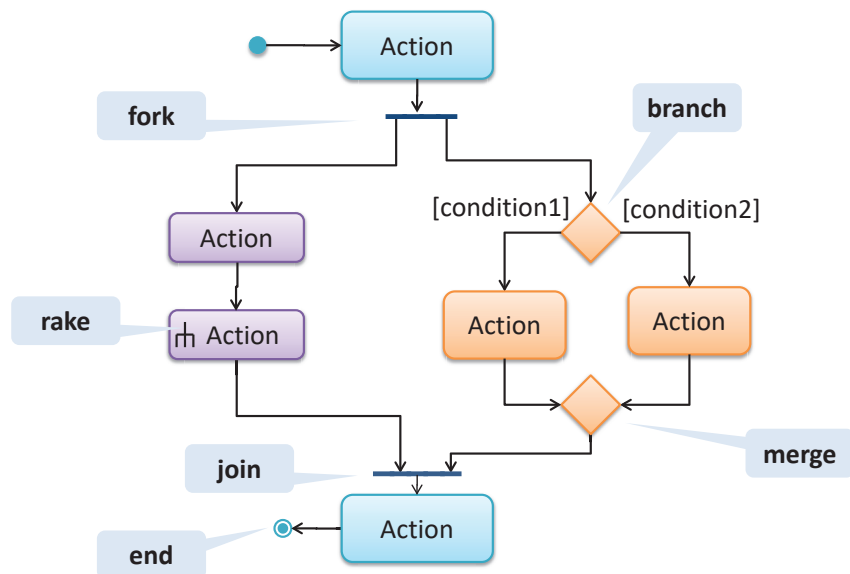 Action
fork
branch
[condition1]
[condition2]
Action
rake
Action
Action
Action
join
merge
Action
end